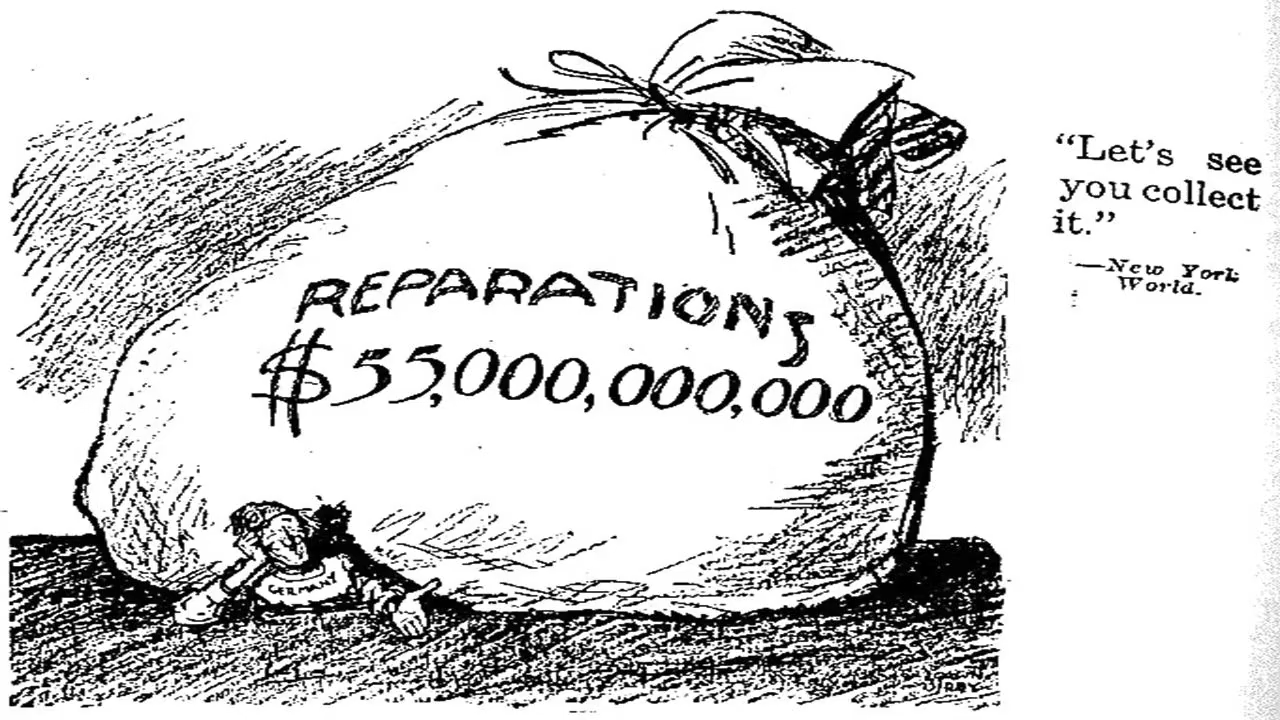 REPARATIONS
$55,000,000,000
GERMANY
"Let's see
you collect
it."
—New York
World.